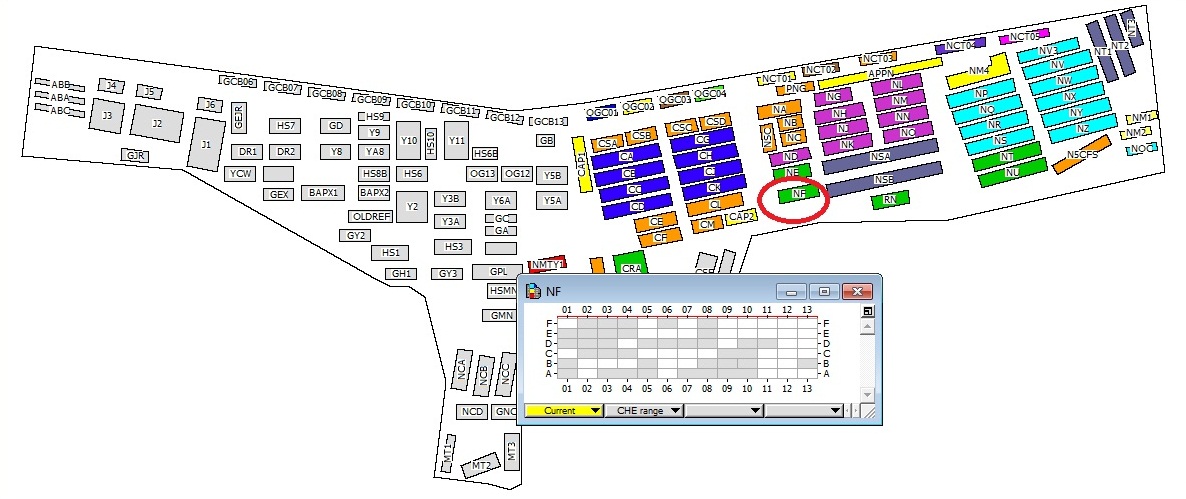 ABB
ABA
ABC
J4
J5
J3
J2
J6
J1
GJR
GCB06
GCB07
GCB08
GCB09
GCB10
GCB11
GCB12
GCB13
GEJR
HS7
GD
HS9
Y9
Y10
HS10
Y11
GB
DR1
DR2
Y8
YA8
HS6B
YCW
HS8B
HS6
OG13
OG12
Y5B
GEX
BAPX1
BAPX2
Y2
Y3B
Y6A
Y5A
OLDREF
Y3A
GC
GA
GY2
HS1
HS3
GH1
GY3
GPL
NMTY1
HSMN
GMN
CRA
NCA
NCB
NCC
NCD
GNC
MT1
MT2
MT3
OGC01
OGC02
OGC03
OGC04
CAP1
CSA
CSB
CSC
CSD
CA
CB
CC
CD
CG
CH
CJ
CK
CL
CE
CF
CM
CAP2
NCT01
NCT02
NCT03
NCT04
NCT05
PNG
APPN
NA
NB
NC
NSC
ND
NE
NF
NG
NH
NJ
NK
NL
NM
NN
NO
NSA
NSB
RN
NM4
NP
NQ
NR
NS
NT
NU
NV3
NV
NW
NX
NY
NZ
N5CFS
NT1
NT2
NT3
NM1
NM2
NOC
NF
01 02 03 04 05 06 07 08 09 10 11 12 13
F F
E E
D D
C C
B B
A A
01 02 03 04 05 06 07 08 09 10 11 12 13
Current CHE range